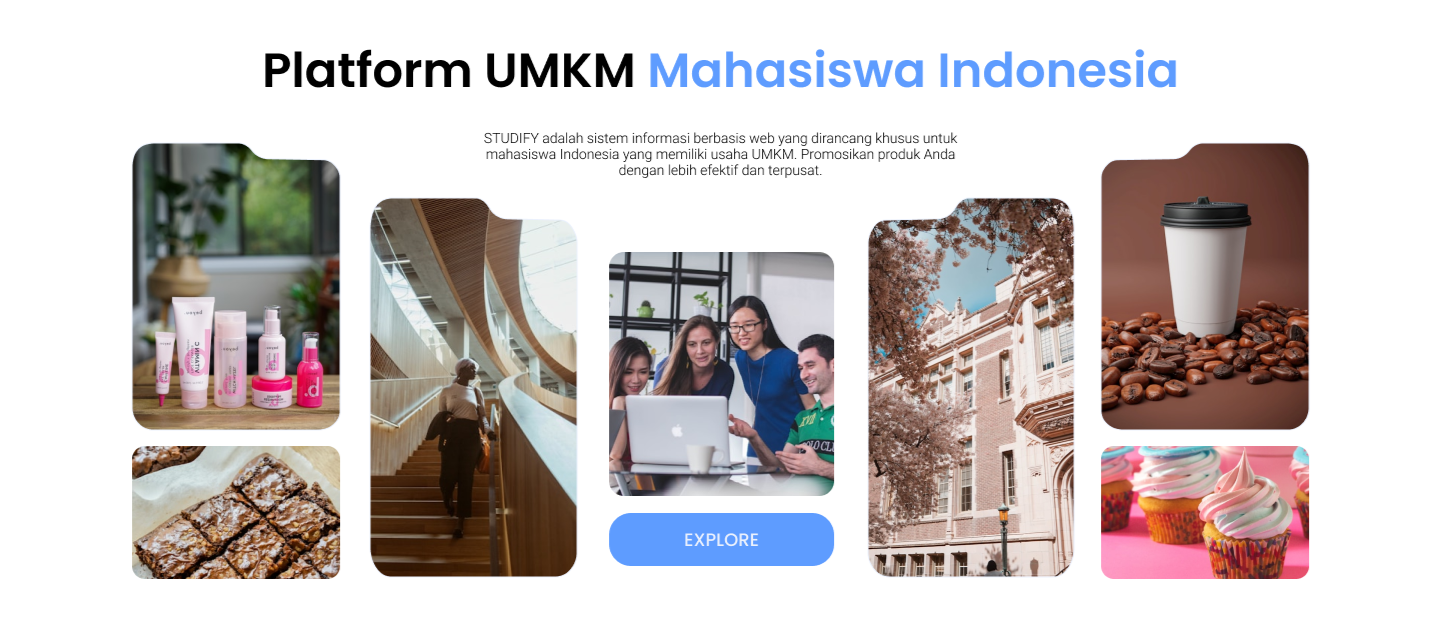 Platform UMKM Mahasiswa Indonesia
STUDIFY adalah sistem informasi berbasis web yang dirancang khusus untuk
mahasiswa Indonesia yang memiliki usaha UMKM. Promosikan produk Anda
dengan lebih efektif dan terpusat.
EXPLORE